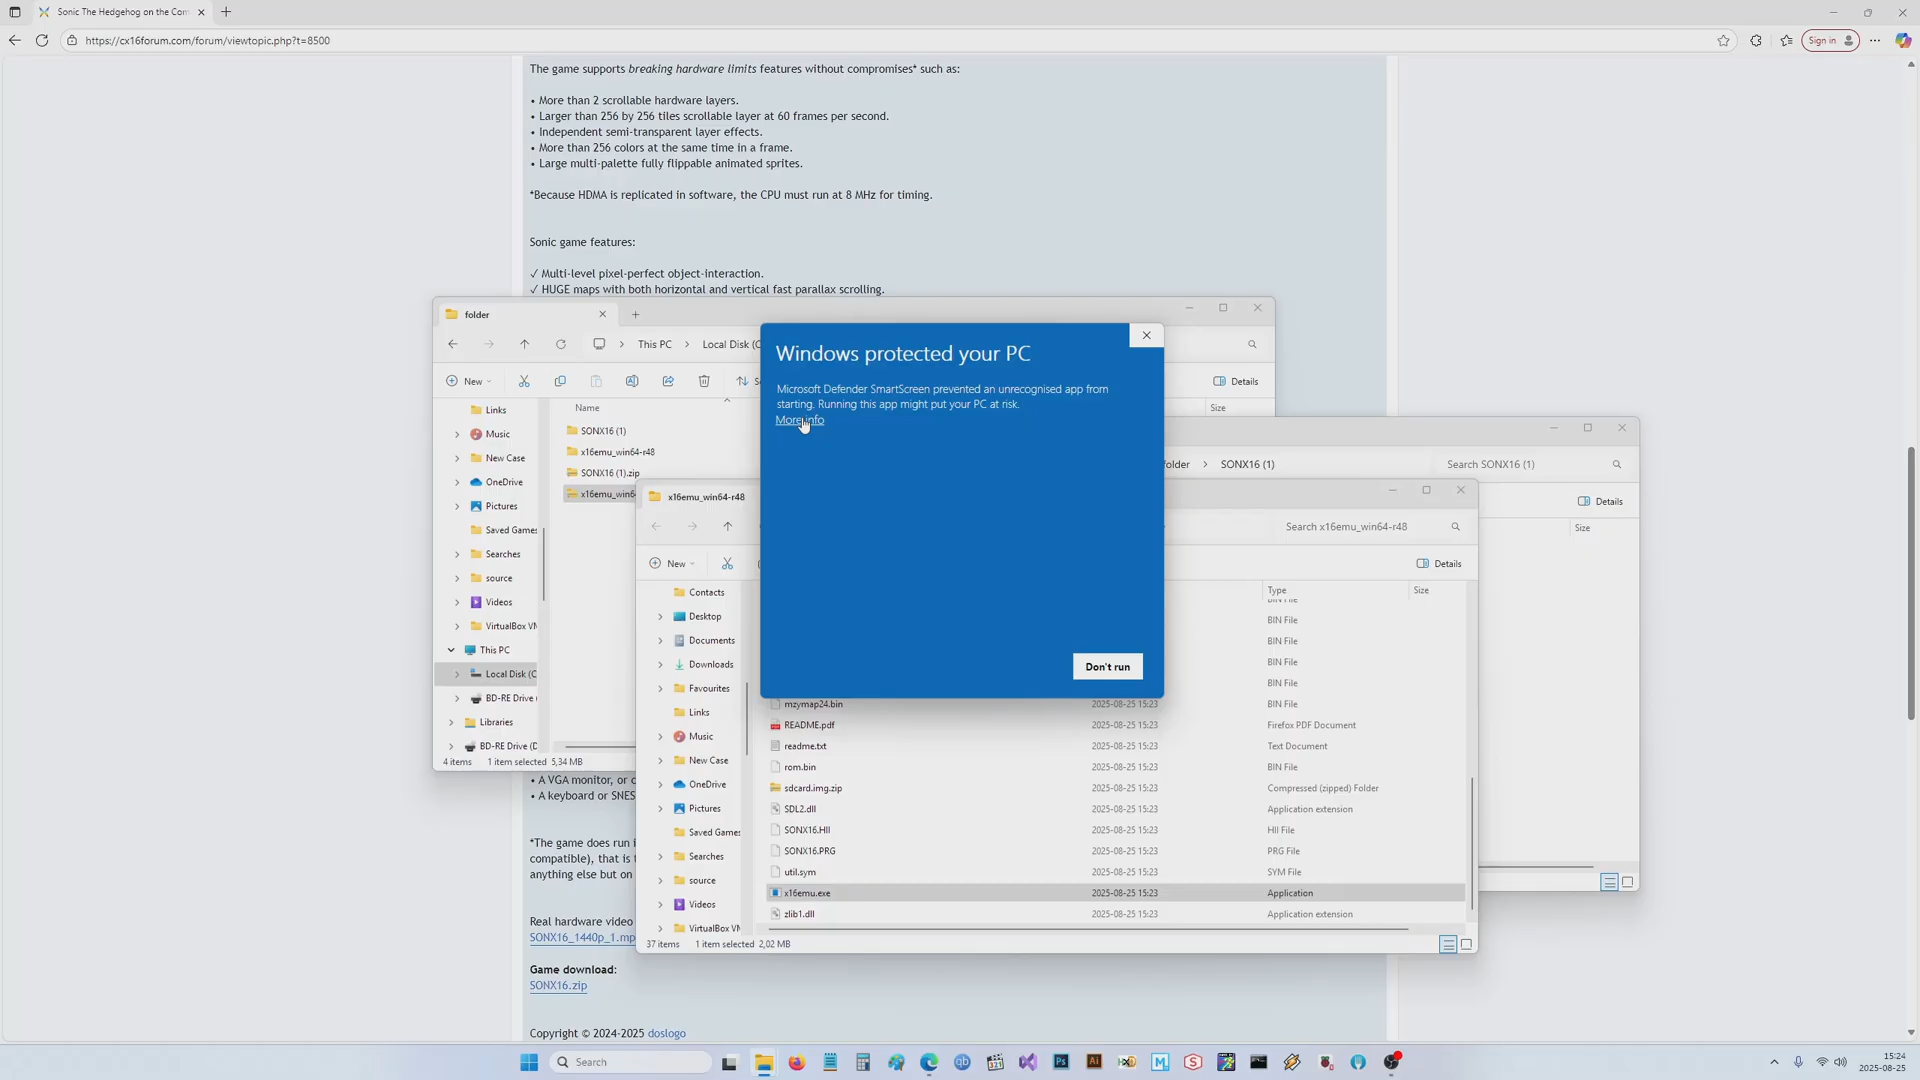 Sonic The Hedgehog on the Com
https://cx16forum.com/forum/viewtopic.php?t=8500
Sign in
The game supports breaking hardware limits features without compromises* such as:
• More than 2 scrollable hardware layers.
• Larger than 256 by 256 tiles scrollable layer at 60 frames per second.
• Independent semi-transparent layer effects.
• More than 256 colors at the same time in a frame.
• Large multi-palette fully flippable animated sprites.
*Because HDMA is replicated in software, the CPU must run at 8 MHz for timing.
Sonic game features:
✓ Multi-level pixel-perfect object-interaction.
✓ HUGE maps with both horizontal and vertical fast parallax scrolling.
folder
This PC
Local Disk (C
New
Details
Links
Music
New Case
OneDrive
Pictures
Saved Games
Searches
source
Videos
VirtualBox VM
This PC
Local Disk (C
BD-RE Drive (
Libraries
BD-RE Drive (D
Name
Size
SONX16 (1)
x16emu_win64-r48
SONX16 (1).zip
x16emu_win64
4 items 1 item selected 5,34 MB
Windows protected your PC
Microsoft Defender SmartScreen prevented an unrecognised app from
starting. Running this app might put your PC at risk.
More info
Don't run
folder
SONX16 (1)
Search SONX16 (1)
Details
Size
x16emu_win64-r48
Search x16emu_win64-r48
New
Details
Contacts
Desktop
Documents
Downloads
Favourites
Links
Music
New Case
OneDrive
Pictures
Saved Games
Searches
source
Videos
VirtualBox VM
Type
Size
BIN File
BIN File
BIN File
BIN File
BIN File
mzymap24.bin 2025-08-25 15:23 BIN File
README.pdf 2025-08-25 15:23 Firefox PDF Document
readme.txt 2025-08-25 15:23 Text Document
rom.bin 2025-08-25 15:23 BIN File
sdcard.img.zip 2025-08-25 15:23 Compressed (zipped) Folder
SDL2.dll 2025-08-25 15:23 Application extension
SONX16.HII 2025-08-25 15:23 HII File
SONX16.PRG 2025-08-25 15:23 PRG File
util.sym 2025-08-25 15:23 SYM File
x16emu.exe 2025-08-25 15:23 Application
zlib1.dll 2025-08-25 15:23 Application extension
37 items 1 item selected 2,02 MB
• A VGA monitor, or c
• A keyboard or SNES
*The game does run i
compatible), that is t
anything else but on
Real hardware video
SONX16_1440p_1.mp
Game download:
SONX16.zip
Copyright © 2024-2025 doslogo
Search
15:24
2025-08-25